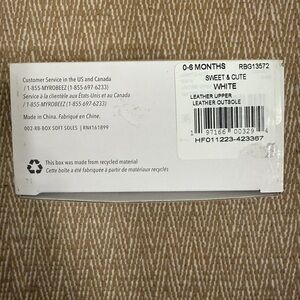 Customer Service in the US and Canada
/ 1-855-MYROBEEZ (1-855-697-6233)
Service à la clientèle aux États-Unis et au Canada
/ 1-855-MYROBEEZ (1-855-697-6233)
Made in China. Fabriqué en Chine.
002-RB-BOX SOFT SOLES | RN#161899
This box was made from recycled material
Cette boîte a été fabriquée à partir de matériaux recyclés
0-6 MONTHS RBG13572
SWEET & CUTE
WHITE
LEATHER UPPER
LEATHER OUTSOLE
1 97166 00329
HF011223-423367